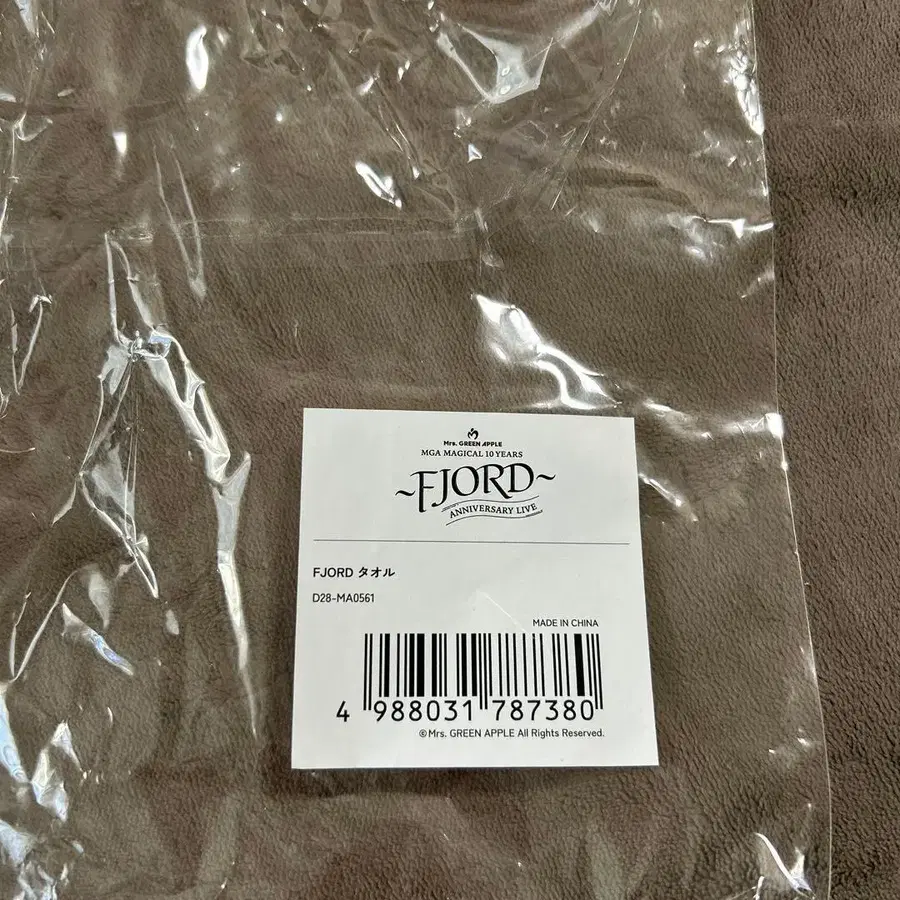 Mrs. GREEN APPLE
MGA MAGICAL 10 YEARS
~FJORD~
ANNIVERSARY LIVE
FJORD タオル
D28-MA0561
MADE IN CHINA
4 988031 787380
©Mrs. GREEN APPLE All Rights Reserved.